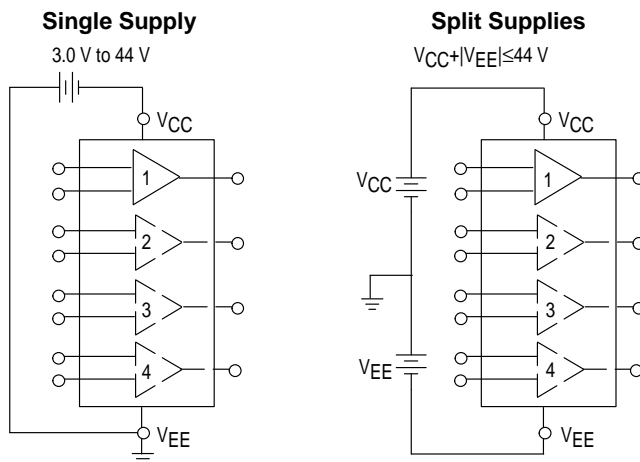 Single Supply
3.0 V to 44 V
VCC
1
2
3
4
VEE
Split Supplies
VCC+|VEE|≤44 V
VCC
VCC
1
2
3
VEE
4
VEE